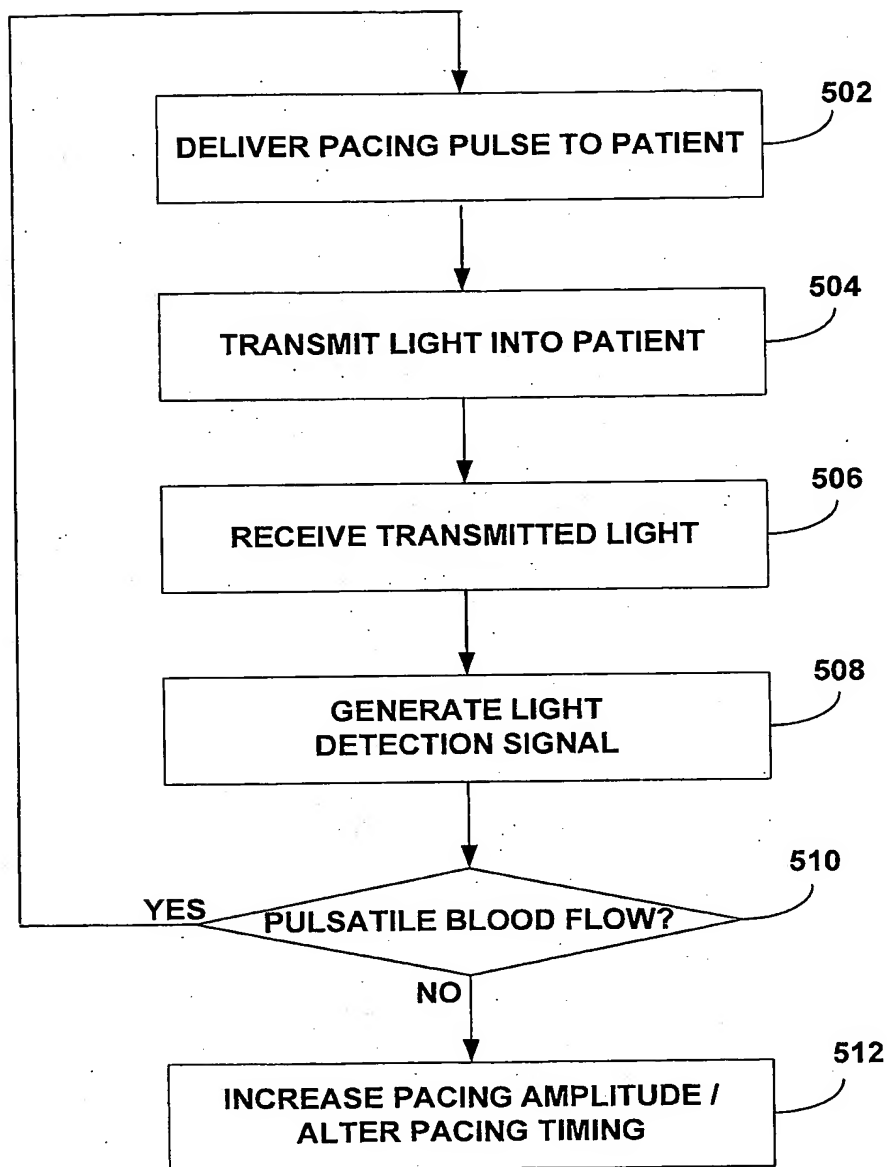 502
DELIVER PACING PULSE TO PATIENT
504
TRANSMIT LIGHT INTO PATIENT
506
RECEIVE TRANSMITTED LIGHT
508
GENERATE LIGHT
DETECTION SIGNAL
510
YES
PULSATILE BLOOD FLOW?
NO
512
INCREASE PACING AMPLITUDE /
ALTER PACING TIMING